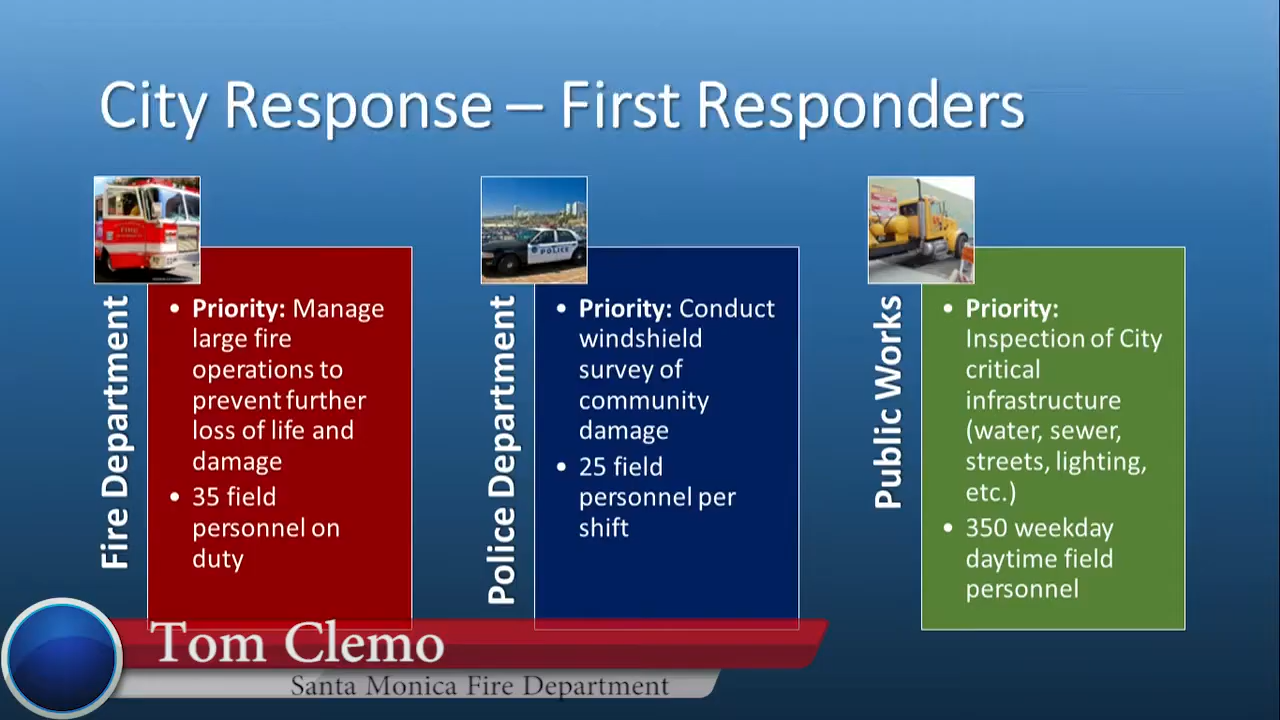 City Response – First Responders
Fire Department
• Priority: Manage
large fire
operations to
prevent further
loss of life and
damage
• 35 field
personnel on
duty
POLICE
Police Department
• Priority: Conduct
windshield
survey of
community
damage
• 25 field
personnel per
shift
Public Works
• Priority:
Inspection of City
critical
infrastructure
(water, sewer,
streets, lighting,
etc.)
• 350 weekday
daytime field
personnel
Tom Clemo
Santa Monica Fire Department